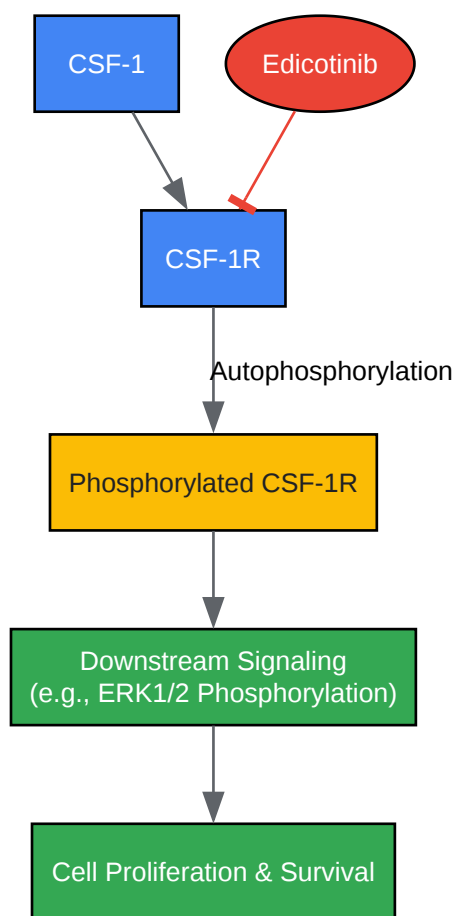 CSF-1
Edicotinib
CSF-1R
Autophosphorylation
Phosphorylated CSF-1R
Downstream Signaling
(e.g., ERK1/2 Phosphorylation)
Cell Proliferation & Survival